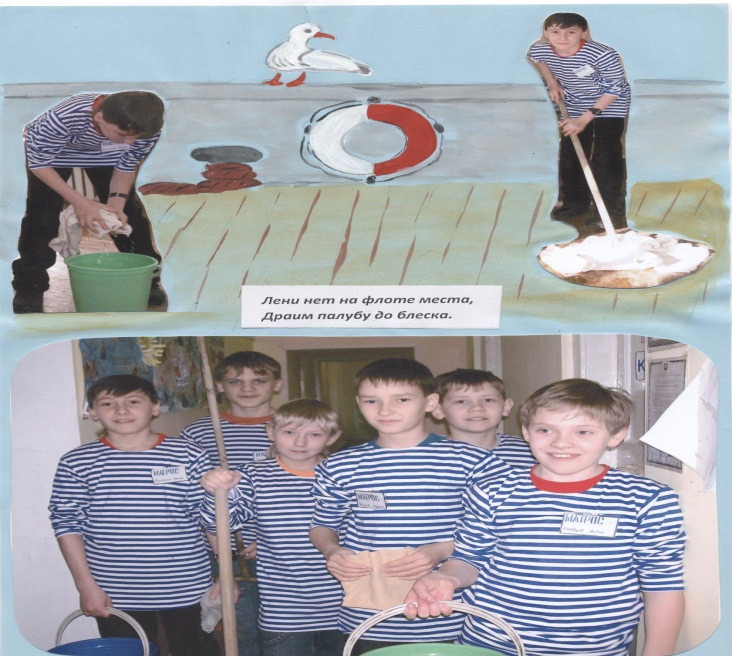 Лени нет на флоте места,
Драим палубу до блеска.
МАТРОС
МАТРОС
МАТРОС
К